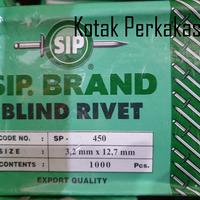 Kotak Perkakas
SIP
®
SIP. BRAND
BLIND RIVET
CODE NO. : SP - 450
SIZE : 3,2 mm x 12,7 mm
CONTENTS : 1000 Pcs.
EXPORT QUALITY